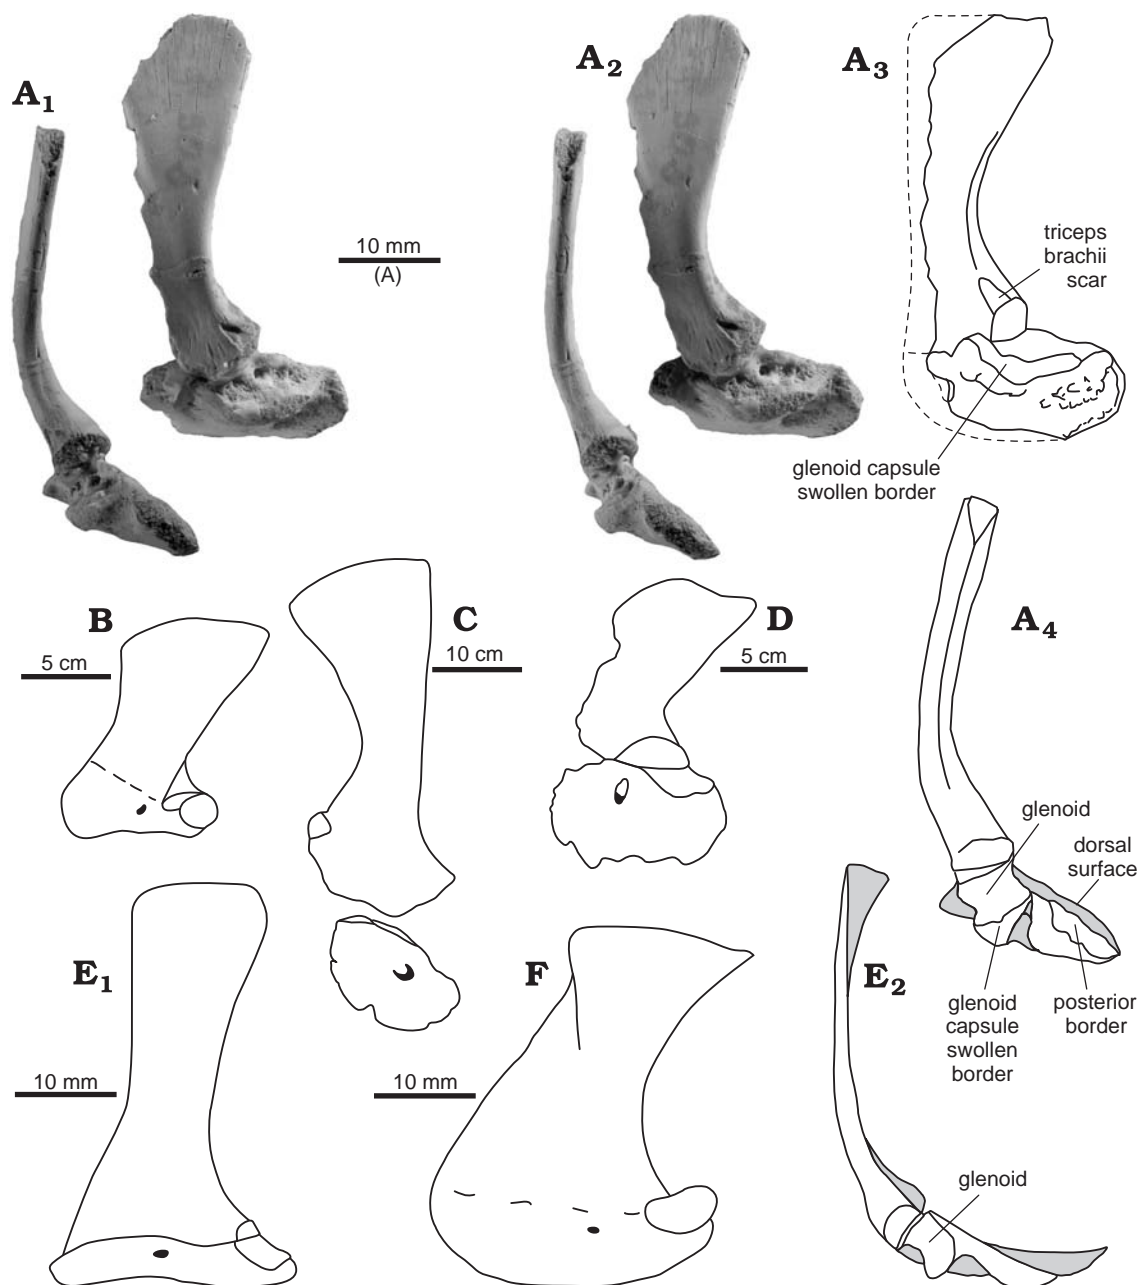 A1
A2
A3
10 mm
(A)
triceps
brachii
scar
glenoid capsule
swollen border
A4
B
5 cm
C
10 cm
D
5 cm
glenoid
dorsal
surface
E1
F
E2
glenoid
capsule
swollen
border
posterior
border
10 mm
10 mm
glenoid